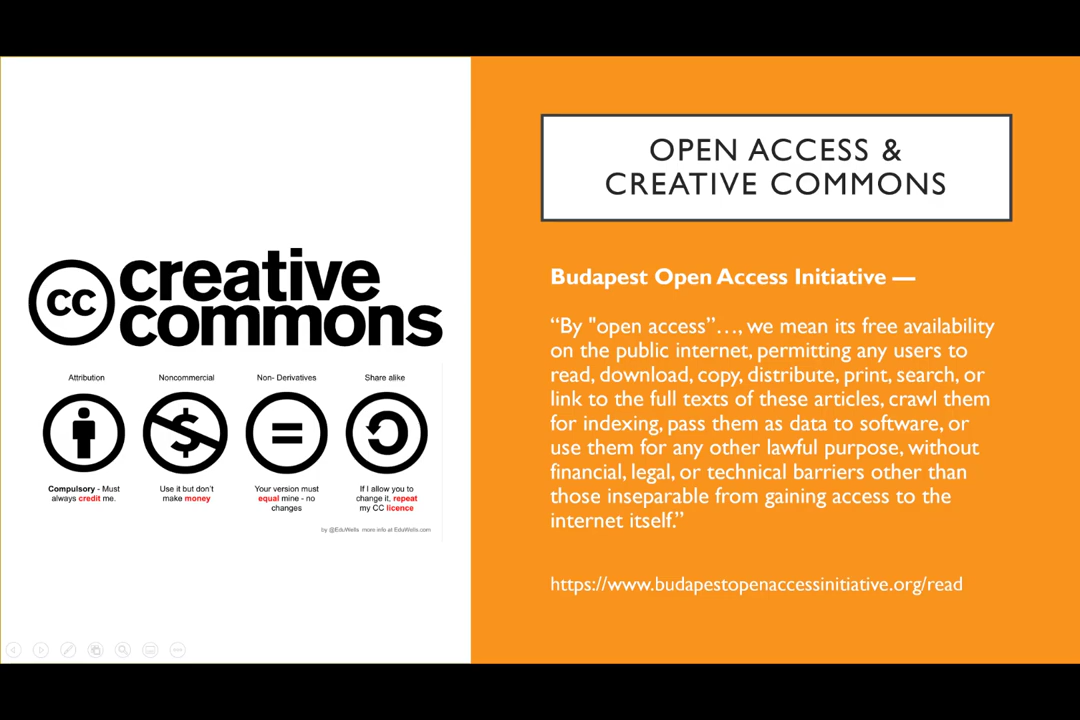 cc creative
commons
Attribution
Compulsory - Must
always credit me.
Noncommercial
Use it but don't
make money
Non- Derivatives
Your version must
equal mine - no
changes
Share alike
If I allow you to
change it, repeat
my CC licence
by @EduWells more info at EduWells.com
OPEN ACCESS &
CREATIVE COMMONS
Budapest Open Access Initiative —
“By "open access”…, we mean its free availability
on the public internet, permitting any users to
read, download, copy, distribute, print, search, or
link to the full texts of these articles, crawl them
for indexing, pass them as data to software, or
use them for any other lawful purpose, without
financial, legal, or technical barriers other than
those inseparable from gaining access to the
internet itself.”
https://www.budapestopenaccessinitiative.org/read